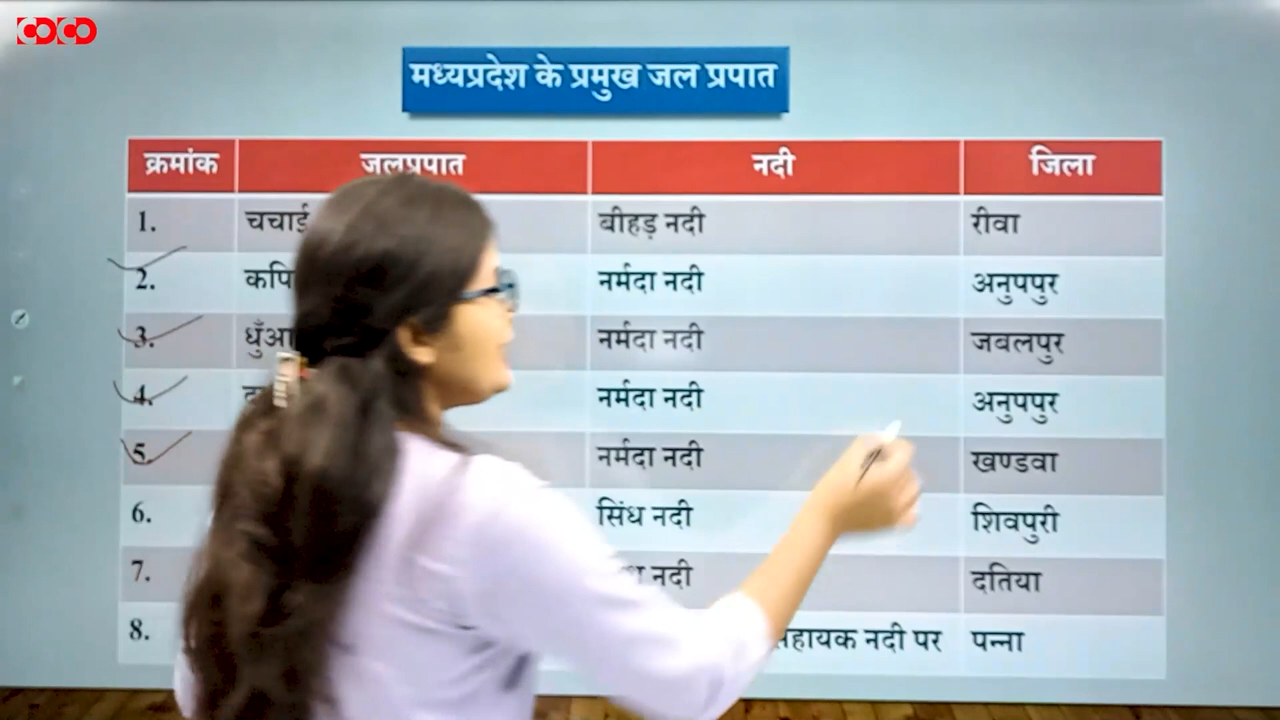 COCO
मध्यप्रदेश के प्रमुख जल प्रपात
क्रमांक जलप्रपात नदी जिला
1. चचाई बीहड़ नदी रीवा
2. नर्मदा नदी अनुपपुर
3. नर्मदा नदी जबलपुर
4. नर्मदा नदी अनुपपुर
5. नर्मदा नदी खण्डवा
6. सिंध नदी शिवपुरी
7. नदी दतिया
8. सहायक नदी पर पन्ना